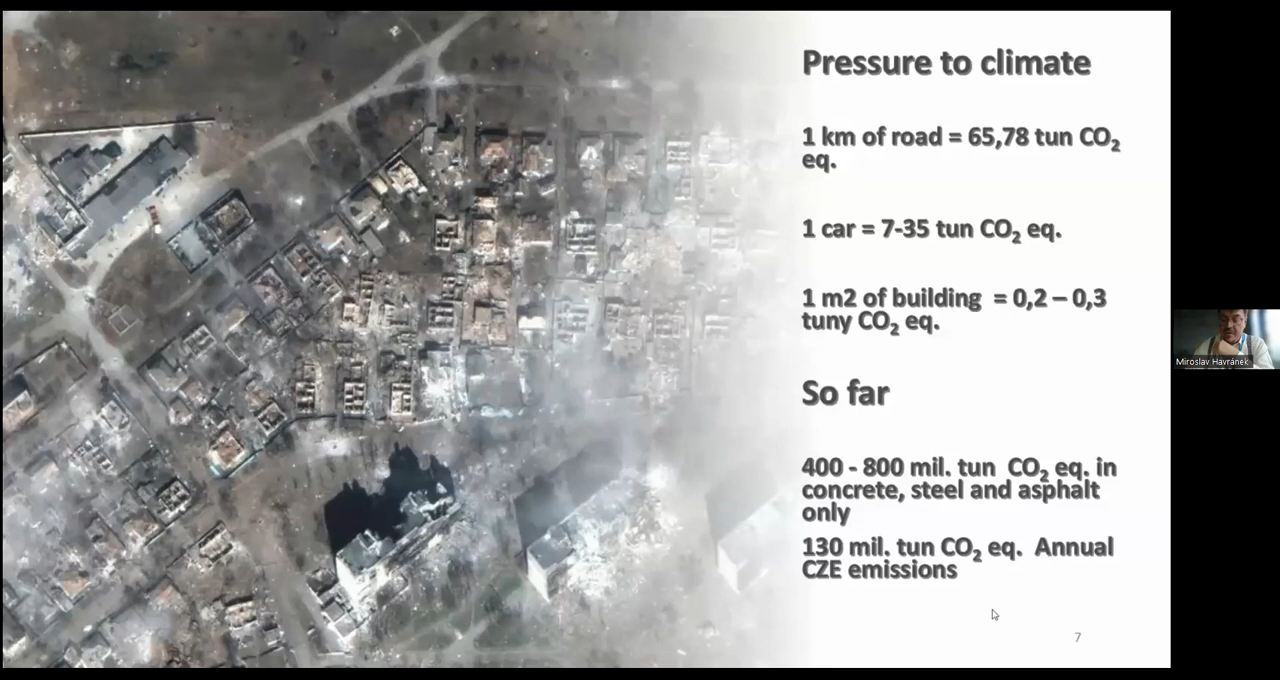 Pressure to climate
1 km of road = 65,78 tun CO₂
eq.
1 car = 7-35 tun CO₂ eq.
1 m2 of building  = 0,2 – 0,3
tuny CO₂ eq.
So far
400 - 800 mil. tun  CO₂ eq. in
concrete, steel and asphalt
only
130 mil. tun CO₂ eq.  Annual
CZE emissions
7
Miroslav Havránek